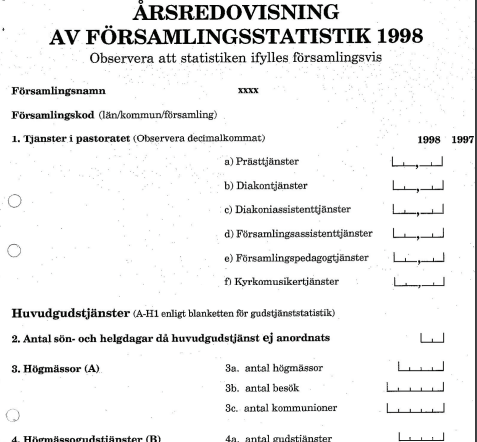 ÅRSREDOVISNING
AV FÖRSAMLINGSSTATISTIK 1998
Observera att statistiken ifylles församlingsvis
Församlingsnamn xxxx
Församlingskod (län/kommun/församling)
1. Tjanster i pastoratet (Observera decimalkommat) 1998 1997
a) Prästtjänster
b) Diakontjänster
c) Diakoniassistenttjänster
d) Församlingsassistenttjänster
e) Församlingspedagogtjänster
f) Kyrkomusikertjänster
Huvudgudstjänster (A-H1 enligt blanketten för gudstjänststatistik)
2. Antal sön- och helgdagar då huvudgudstjänst ej anordnats
3. Högmässor (A) 3a. antal högmässor
3b. antal besök
3c. antal kommunioner
4. Högmässogudstjänster (B) 4a. antal gudstjänster